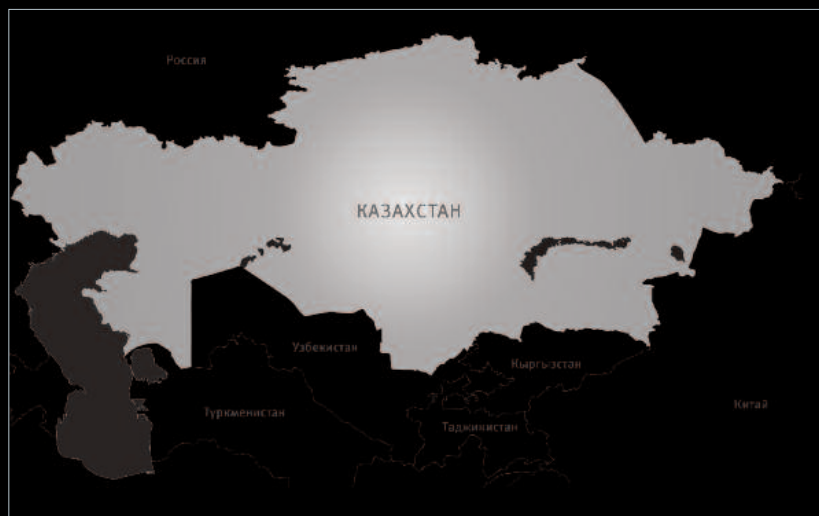 Россия
КАЗАХСТАН
Узбекистан
Кыргызстан
Туркменистан
Таджикистан
Китай